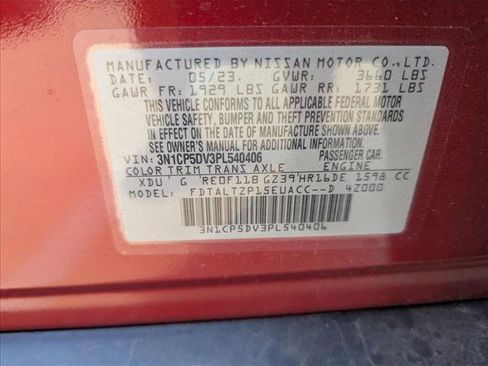 MANUFACTURED BY NISSAN MOTOR CO.,LTD.
DATE: 05/23. GVWR: 3660 LBS
GAWR FR: 1929 LBS GAWR RR: 1731 LBS
THIS VEHICLE CONFORMS TO ALL APPLICABLE FEDERAL MOTOR
VEHICLE SAFETY, BUMPER, AND THEFT PREVENTION STANDARDS
IN EFFECT ON THE DATE OF MANUFACTURE SHOWN ABOVE.
SEE OWNER'S MANUAL FOR ADDITIONAL INFORMATION.
VIN: 3N1CP5DV3PL540406 PASSENGER CAR
COLOR TRIM TRANS AXLE ENGINE
XDU G RE0F11B GZ39 HR16DE 1598 CC
MODEL: FDTALTZP15EUACC--D 4Z000
3N1CP5DV3PL540406